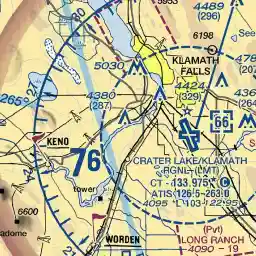 4489
(296)
6198
See
KLAMATH
FALLS
5030
4380
(287)
265°
4424
(329)
66
KENO
76
CRATER LAKE/KLAMATH
RGNL (LMT)
CT - 133.975 C
ATIS 126.5 263.0
4095 L 103 122.95
tower
6600
adome
WORDEN
(Pvt)
LONG RANCH
4090 - 19